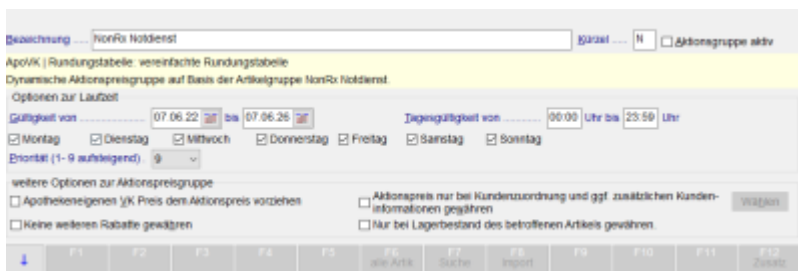 Bezeichnung ..... NonRx Notdienst Kürzel ..... N Aktionsgruppe aktiv
ApoVK | Rundungstabelle: vereinfachte Rundungstabelle
Dynamische Aktionspreisgruppe auf Basis der Artikelgruppe NonRx Notdienst.
Optionen zur Laufzeit
Gültigkeit von ..................... 07.06.22 bis 07.06.26 Tagesgültigkeit von ............ 00:00 Uhr bis 23:59 Uhr
Montag Dienstag Mittwoch Donnerstag Freitag Samstag Sonntag
Priorität (1- 9 aufsteigend). 9
weitere Optionen zur Aktionspreisgruppe
Apothekeneigenen VK Preis dem Aktionspreis vorziehen
Aktionspreis nur bei Kundenzuordnung und ggf. zusätzlichen Kunden-
informationen gewähren Wählen
Keine weiteren Rabatte gewähren Nur bei Lagerbestand des betroffenen Artikels gewähren.
F1 F2 F3 F4 F5 F6 F7 F8 F9 F10 F11 F12
alle Artik Suche Import Zusatz